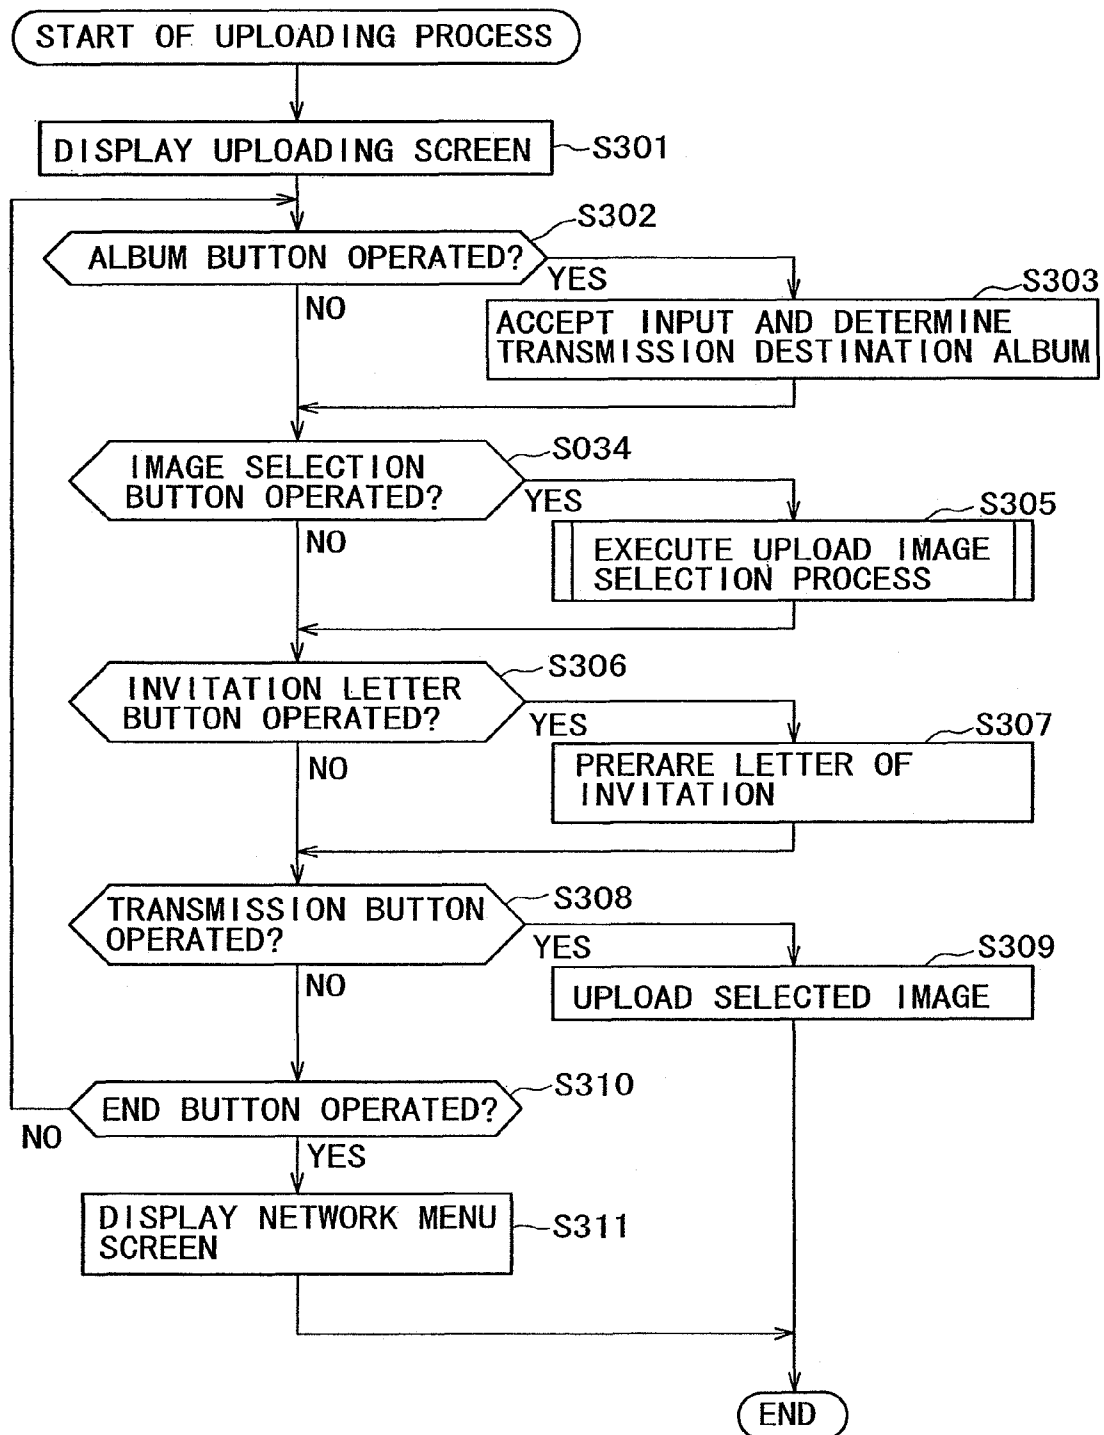 START OF UPLOADING PROCESS
DISPLAY UPLOADING SCREEN
S301
S302
ALBUM BUTTON OPERATED?
YES
NO
S303
ACCEPT INPUT AND DETERMINE
TRANSMISSION DESTINATION ALBUM
S034
IMAGE SELECTION
BUTTON OPERATED?
YES
NO
S305
EXECUTE UPLOAD IMAGE
SELECTION PROCESS
S306
INVITATION LETTER
BUTTON OPERATED?
YES
NO
S307
PRERARE LETTER OF
INVITATION
S308
TRANSMISSION BUTTON
OPERATED?
YES
NO
S309
UPLOAD SELECTED IMAGE
S310
END BUTTON OPERATED?
NO
YES
DISPLAY NETWORK MENU
SCREEN
S311
END